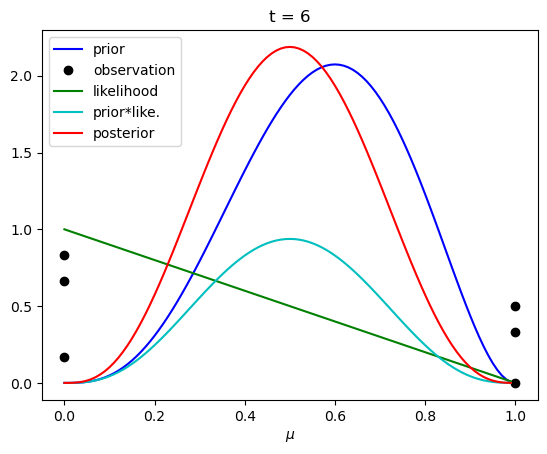 t = 6
prior
observation
likelihood
prior*like.
posterior
2.0
1.5
1.0
0.5
0.0
0.0 0.2 0.4 0.6 0.8 1.0
μ